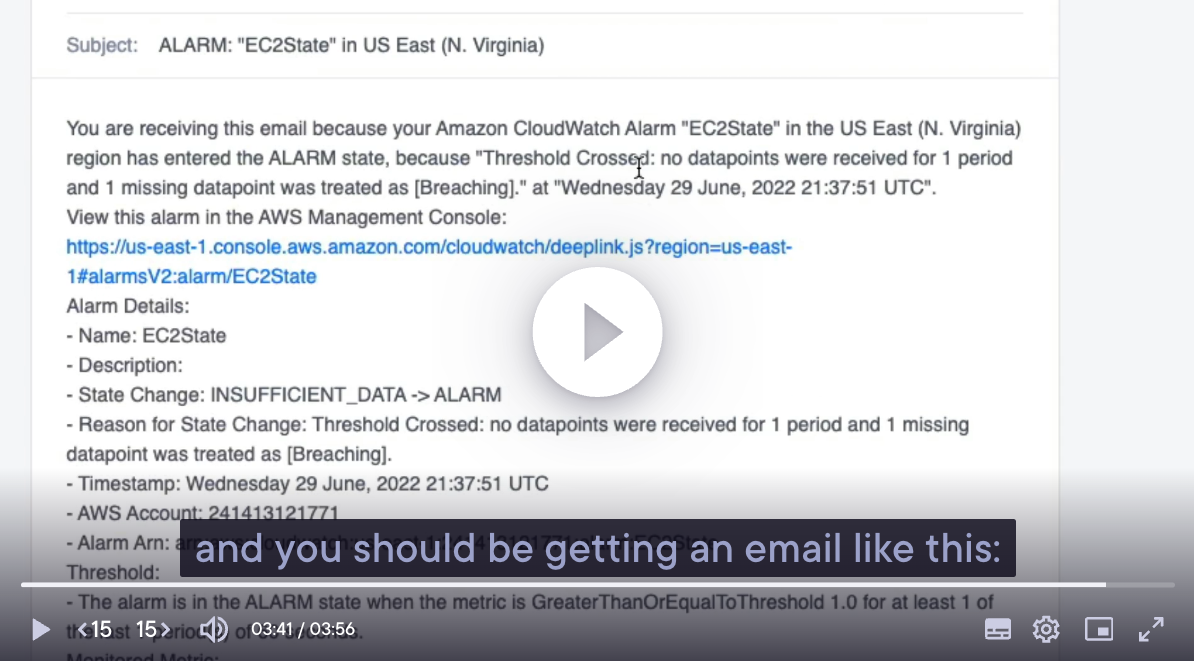 Subject: ALARM: "EC2State" in US East (N. Virginia)
You are receiving this email because your Amazon CloudWatch Alarm "EC2State" in the US East (N. Virginia)
region has entered the ALARM state, because "Threshold Crossed: no datapoints were received for 1 period
and 1 missing datapoint was treated as [Breaching]." at "Wednesday 29 June, 2022 21:37:51 UTC".
View this alarm in the AWS Management Console:
https://us-east-1.console.aws.amazon.com/cloudwatch/deeplink.js?region=us-east-
1#alarmsV2:alarm/EC2State
Alarm Details:
- Name: EC2State
- Description:
- State Change: INSUFFICIENT_DATA -> ALARM
- Reason for State Change: Threshold Crossed: no datapoints were received for 1 period and 1 missing
datapoint was treated as [Breaching].
- Timestamp: Wednesday 29 June, 2022 21:37:51 UTC
- AWS Account: 241413121771
- Alarm Arn:
and you should be getting an email like this:
Threshold:
- The alarm is in the ALARM state when the metric is GreaterThanOrEqualToThreshold 1.0 for at least 1 of
15 15 03:41 / 03:56
Monitored Metric: